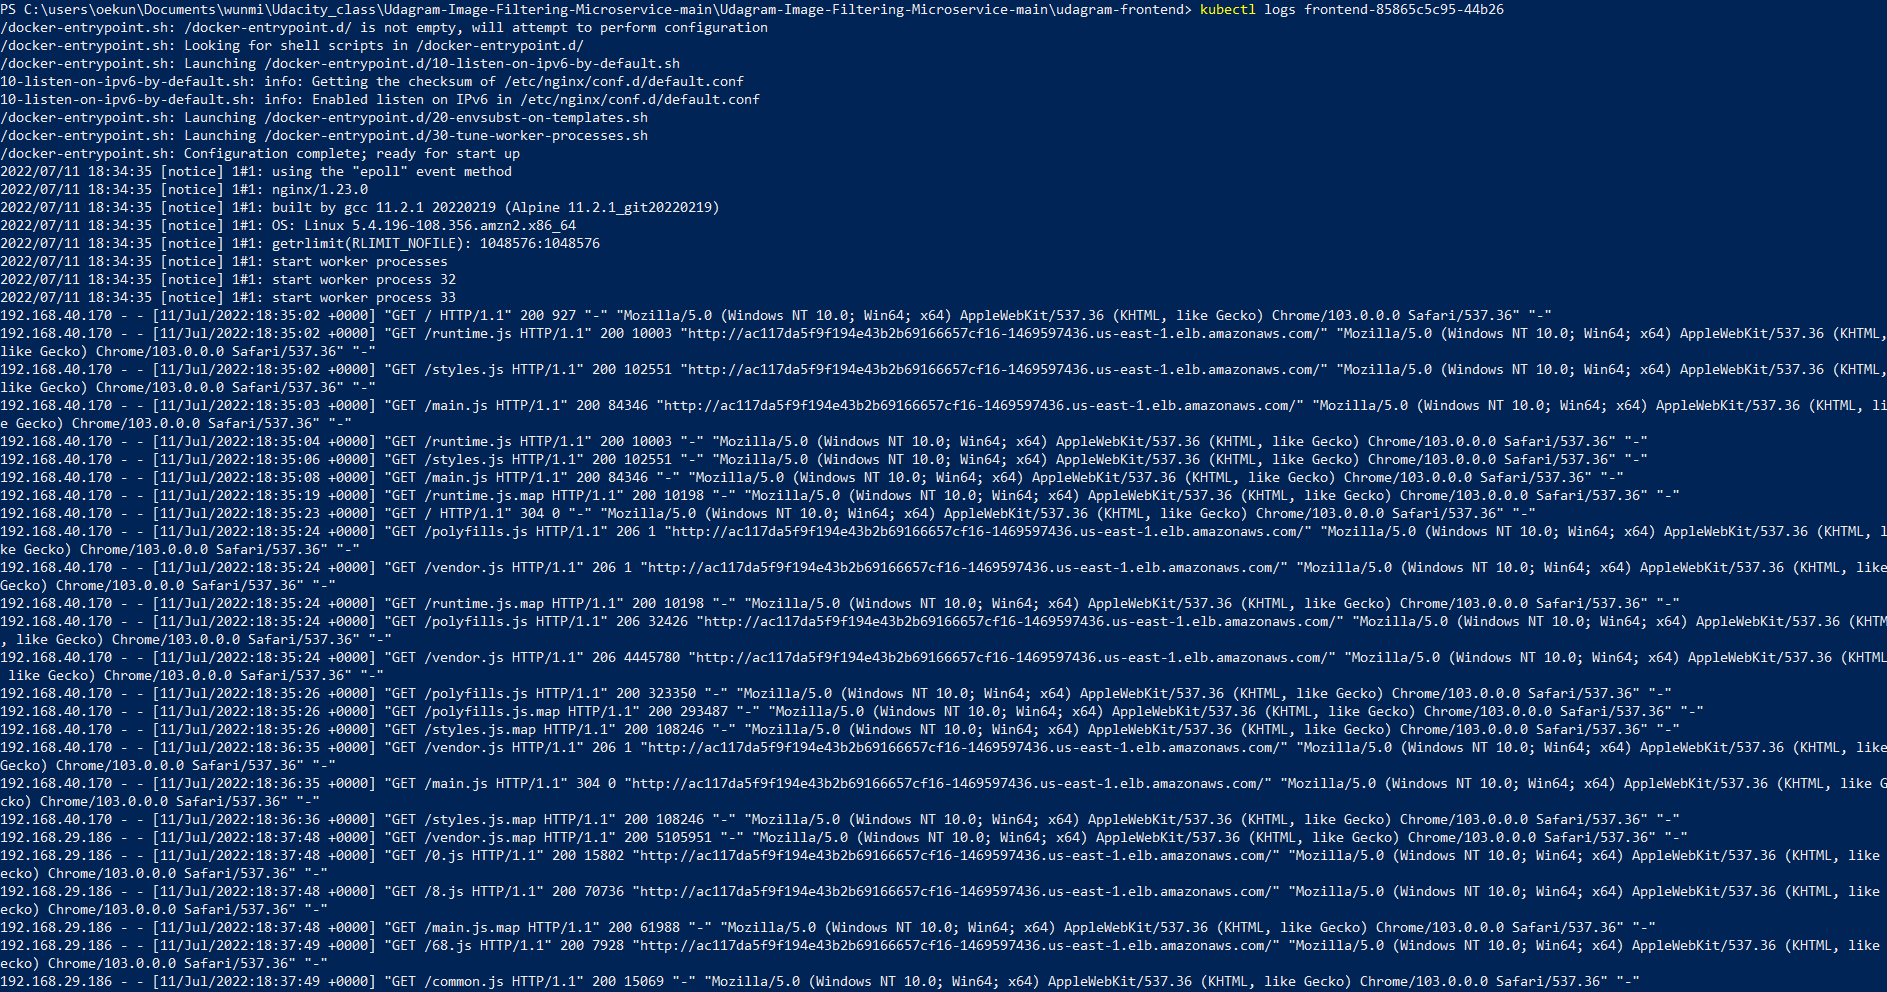 PS C:\users\oekun\Documents\wunmi\Udacity_class\Udagram-Image-Filtering-Microservice-main\Udagram-Image-Filtering-Microservice-main\udagram-frontend> kubectl logs frontend-85865c5c95-44b26
/docker-entrypoint.sh: /docker-entrypoint.d/ is not empty, will attempt to perform configuration
/docker-entrypoint.sh: Looking for shell scripts in /docker-entrypoint.d/
/docker-entrypoint.sh: Launching /docker-entrypoint.d/10-listen-on-ipv6-by-default.sh
10-listen-on-ipv6-by-default.sh: info: Getting the checksum of /etc/nginx/conf.d/default.conf
10-listen-on-ipv6-by-default.sh: info: Enabled listen on IPv6 in /etc/nginx/conf.d/default.conf
/docker-entrypoint.sh: Launching /docker-entrypoint.d/20-envsubst-on-templates.sh
/docker-entrypoint.sh: Launching /docker-entrypoint.d/30-tune-worker-processes.sh
/docker-entrypoint.sh: Configuration complete; ready for start up
2022/07/11 18:34:35 [notice] 1#1: using the "epoll" event method
2022/07/11 18:34:35 [notice] 1#1: nginx/1.23.0
2022/07/11 18:34:35 [notice] 1#1: built by gcc 11.2.1 20220219 (Alpine 11.2.1_git20220219)
2022/07/11 18:34:35 [notice] 1#1: OS: Linux 5.4.196-108.356.amzn2.x86_64
2022/07/11 18:34:35 [notice] 1#1: getrlimit(RLIMIT_NOFILE): 1048576:1048576
2022/07/11 18:34:35 [notice] 1#1: start worker processes
2022/07/11 18:34:35 [notice] 1#1: start worker process 32
2022/07/11 18:34:35 [notice] 1#1: start worker process 33
192.168.40.170 - - [11/Jul/2022:18:35:02 +0000] "GET / HTTP/1.1" 200 927 "-" "Mozilla/5.0 (Windows NT 10.0; Win64; x64) AppleWebKit/537.36 (KHTML, like Gecko) Chrome/103.0.0.0 Safari/537.36" "-"
192.168.40.170 - - [11/Jul/2022:18:35:02 +0000] "GET /runtime.js HTTP/1.1" 200 10003 "http://ac117da5f9f194e43b2b69166657cf16-1469597436.us-east-1.elb.amazonaws.com/" "Mozilla/5.0 (Windows NT 10.0; Win64; x64) AppleWebKit/537.36 (KHTML,
like Gecko) Chrome/103.0.0.0 Safari/537.36" "-"
192.168.40.170 - - [11/Jul/2022:18:35:02 +0000] "GET /styles.js HTTP/1.1" 200 102551 "http://ac117da5f9f194e43b2b69166657cf16-1469597436.us-east-1.elb.amazonaws.com/" "Mozilla/5.0 (Windows NT 10.0; Win64; x64) AppleWebKit/537.36 (KHTML,
like Gecko) Chrome/103.0.0.0 Safari/537.36" "-"
192.168.40.170 - - [11/Jul/2022:18:35:03 +0000] "GET /main.js HTTP/1.1" 200 84346 "http://ac117da5f9f194e43b2b69166657cf16-1469597436.us-east-1.elb.amazonaws.com/" "Mozilla/5.0 (Windows NT 10.0; Win64; x64) AppleWebKit/537.36 (KHTML, li
e Gecko) Chrome/103.0.0.0 Safari/537.36" "-"
192.168.40.170 - - [11/Jul/2022:18:35:04 +0000] "GET /runtime.js HTTP/1.1" 200 10003 "-" "Mozilla/5.0 (Windows NT 10.0; Win64; x64) AppleWebKit/537.36 (KHTML, like Gecko) Chrome/103.0.0.0 Safari/537.36" "-"
192.168.40.170 - - [11/Jul/2022:18:35:06 +0000] "GET /styles.js HTTP/1.1" 200 102551 "-" "Mozilla/5.0 (Windows NT 10.0; Win64; x64) AppleWebKit/537.36 (KHTML, like Gecko) Chrome/103.0.0.0 Safari/537.36" "-"
192.168.40.170 - - [11/Jul/2022:18:35:08 +0000] "GET /main.js HTTP/1.1" 200 84346 "-" "Mozilla/5.0 (Windows NT 10.0; Win64; x64) AppleWebKit/537.36 (KHTML, like Gecko) Chrome/103.0.0.0 Safari/537.36" "-"
192.168.40.170 - - [11/Jul/2022:18:35:19 +0000] "GET /runtime.js.map HTTP/1.1" 200 10198 "-" "Mozilla/5.0 (Windows NT 10.0; Win64; x64) AppleWebKit/537.36 (KHTML, like Gecko) Chrome/103.0.0.0 Safari/537.36" "-"
192.168.40.170 - - [11/Jul/2022:18:35:23 +0000] "GET / HTTP/1.1" 304 0 "-" "Mozilla/5.0 (Windows NT 10.0; Win64; x64) AppleWebKit/537.36 (KHTML, like Gecko) Chrome/103.0.0.0 Safari/537.36" "-"
192.168.40.170 - - [11/Jul/2022:18:35:24 +0000] "GET /polyfills.js HTTP/1.1" 206 1 "http://ac117da5f9f194e43b2b69166657cf16-1469597436.us-east-1.elb.amazonaws.com/" "Mozilla/5.0 (Windows NT 10.0; Win64; x64) AppleWebKit/537.36 (KHTML, l
ke Gecko) Chrome/103.0.0.0 Safari/537.36" "-"
192.168.40.170 - - [11/Jul/2022:18:35:24 +0000] "GET /vendor.js HTTP/1.1" 206 1 "http://ac117da5f9f194e43b2b69166657cf16-1469597436.us-east-1.elb.amazonaws.com/" "Mozilla/5.0 (Windows NT 10.0; Win64; x64) AppleWebKit/537.36 (KHTML, like
Gecko) Chrome/103.0.0.0 Safari/537.36" "-"
192.168.40.170 - - [11/Jul/2022:18:35:24 +0000] "GET /runtime.js.map HTTP/1.1" 200 10198 "-" "Mozilla/5.0 (Windows NT 10.0; Win64; x64) AppleWebKit/537.36 (KHTML, like Gecko) Chrome/103.0.0.0 Safari/537.36" "-"
192.168.40.170 - - [11/Jul/2022:18:35:24 +0000] "GET /polyfills.js HTTP/1.1" 206 32426 "http://ac117da5f9f194e43b2b69166657cf16-1469597436.us-east-1.elb.amazonaws.com/" "Mozilla/5.0 (Windows NT 10.0; Win64; x64) AppleWebKit/537.36 (KHTM
, like Gecko) Chrome/103.0.0.0 Safari/537.36" "-"
192.168.40.170 - - [11/Jul/2022:18:35:24 +0000] "GET /vendor.js HTTP/1.1" 206 4445780 "http://ac117da5f9f194e43b2b69166657cf16-1469597436.us-east-1.elb.amazonaws.com/" "Mozilla/5.0 (Windows NT 10.0; Win64; x64) AppleWebKit/537.36 (KHTML
 like Gecko) Chrome/103.0.0.0 Safari/537.36" "-"
192.168.40.170 - - [11/Jul/2022:18:35:26 +0000] "GET /polyfills.js HTTP/1.1" 200 323350 "-" "Mozilla/5.0 (Windows NT 10.0; Win64; x64) AppleWebKit/537.36 (KHTML, like Gecko) Chrome/103.0.0.0 Safari/537.36" "-"
192.168.40.170 - - [11/Jul/2022:18:35:26 +0000] "GET /polyfills.js.map HTTP/1.1" 200 293487 "-" "Mozilla/5.0 (Windows NT 10.0; Win64; x64) AppleWebKit/537.36 (KHTML, like Gecko) Chrome/103.0.0.0 Safari/537.36" "-"
192.168.40.170 - - [11/Jul/2022:18:35:26 +0000] "GET /styles.js.map HTTP/1.1" 200 108246 "-" "Mozilla/5.0 (Windows NT 10.0; Win64; x64) AppleWebKit/537.36 (KHTML, like Gecko) Chrome/103.0.0.0 Safari/537.36" "-"
192.168.40.170 - - [11/Jul/2022:18:36:35 +0000] "GET /vendor.js HTTP/1.1" 206 1 "http://ac117da5f9f194e43b2b69166657cf16-1469597436.us-east-1.elb.amazonaws.com/" "Mozilla/5.0 (Windows NT 10.0; Win64; x64) AppleWebKit/537.36 (KHTML, like
Gecko) Chrome/103.0.0.0 Safari/537.36" "-"
192.168.40.170 - - [11/Jul/2022:18:36:35 +0000] "GET /main.js HTTP/1.1" 304 0 "http://ac117da5f9f194e43b2b69166657cf16-1469597436.us-east-1.elb.amazonaws.com/" "Mozilla/5.0 (Windows NT 10.0; Win64; x64) AppleWebKit/537.36 (KHTML, like G
cko) Chrome/103.0.0.0 Safari/537.36" "-"
192.168.40.170 - - [11/Jul/2022:18:36:36 +0000] "GET /styles.js.map HTTP/1.1" 200 108246 "-" "Mozilla/5.0 (Windows NT 10.0; Win64; x64) AppleWebKit/537.36 (KHTML, like Gecko) Chrome/103.0.0.0 Safari/537.36" "-"
192.168.29.186 - - [11/Jul/2022:18:37:48 +0000] "GET /vendor.js.map HTTP/1.1" 200 5105951 "-" "Mozilla/5.0 (Windows NT 10.0; Win64; x64) AppleWebKit/537.36 (KHTML, like Gecko) Chrome/103.0.0.0 Safari/537.36" "-"
192.168.29.186 - - [11/Jul/2022:18:37:48 +0000] "GET /0.js HTTP/1.1" 200 15802 "http://ac117da5f9f194e43b2b69166657cf16-1469597436.us-east-1.elb.amazonaws.com/" "Mozilla/5.0 (Windows NT 10.0; Win64; x64) AppleWebKit/537.36 (KHTML, like
ecko) Chrome/103.0.0.0 Safari/537.36" "-"
192.168.29.186 - - [11/Jul/2022:18:37:48 +0000] "GET /8.js HTTP/1.1" 200 70736 "http://ac117da5f9f194e43b2b69166657cf16-1469597436.us-east-1.elb.amazonaws.com/" "Mozilla/5.0 (Windows NT 10.0; Win64; x64) AppleWebKit/537.36 (KHTML, like
ecko) Chrome/103.0.0.0 Safari/537.36" "-"
192.168.29.186 - - [11/Jul/2022:18:37:48 +0000] "GET /main.js.map HTTP/1.1" 200 61988 "-" "Mozilla/5.0 (Windows NT 10.0; Win64; x64) AppleWebKit/537.36 (KHTML, like Gecko) Chrome/103.0.0.0 Safari/537.36" "-"
192.168.29.186 - - [11/Jul/2022:18:37:49 +0000] "GET /68.js HTTP/1.1" 200 7928 "http://ac117da5f9f194e43b2b69166657cf16-1469597436.us-east-1.elb.amazonaws.com/" "Mozilla/5.0 (Windows NT 10.0; Win64; x64) AppleWebKit/537.36 (KHTML, like
ecko) Chrome/103.0.0.0 Safari/537.36" "-"
192.168.29.186 - - [11/Jul/2022:18:37:49 +0000] "GET /common.js HTTP/1.1" 200 15069 "-" "Mozilla/5.0 (Windows NT 10.0; Win64; x64) AppleWebKit/537.36 (KHTML, like Gecko) Chrome/103.0.0.0 Safari/537.36" "-"